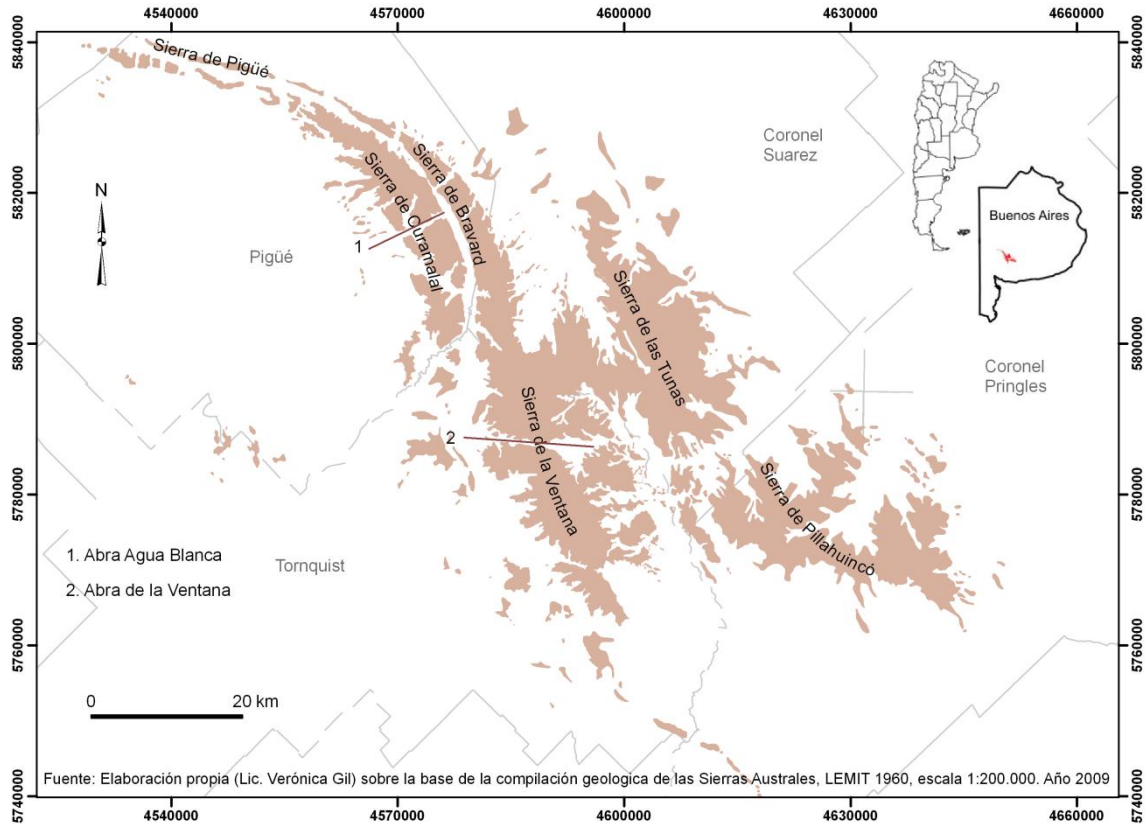 4540000
4570000
4600000
4630000
4660000
5840000
5840000
Sierra de Pigüé
Coronel
Suarez
Sierra de Bravard
Sierra de Curamalal
5820000
5820000
N
Buenos Aires
1
Pigüé
Sierra de las Tunas
5800000
5800000
Coronel
Pringles
Sierra de la Ventana
2
Sierra de Pillahuincó
5780000
5780000
1. Abra Agua Blanca
Tornquist
2. Abra de la Ventana
5760000
5760000
0 20 km
Fuente: Elaboración propia (Lic. Verónica Gil) sobre la base de la compilación geologica de las Sierras Australes, LEMIT 1960, escala 1:200.000. Año 2009
5740000
5740000
4540000
4570000
4600000
4630000
4660000